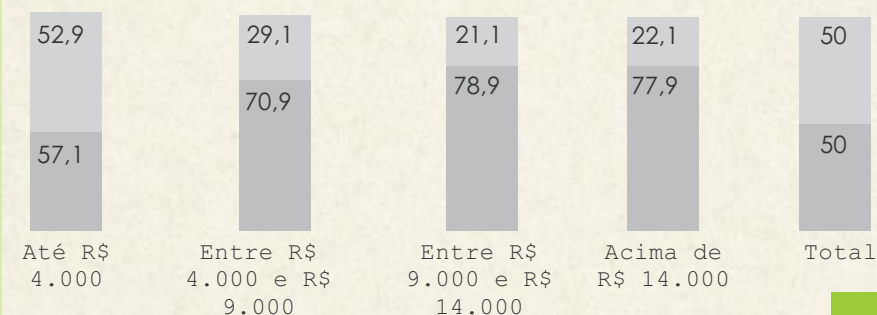 52,9 29,1 21,1 22,1 50
57,1 70,9 78,9 77,9 50
Até R$ Entre R$ Entre R$ Acima de Total
4.000 4.000 e R$ 9.000 e R$ R$ 14.000
9.000 14.000